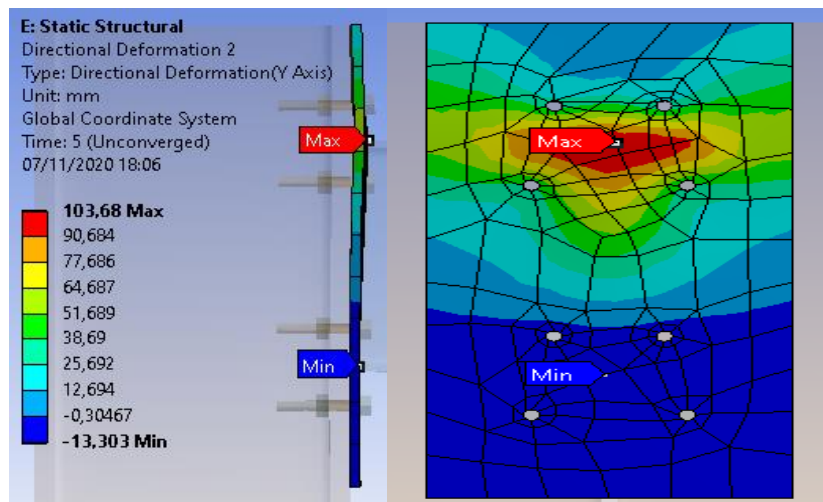 E: Static Structural
Directional Deformation 2
Type: Directional Deformation(Y Axis)
Unit: mm
Global Coordinate System
Time: 5 (Unconverged)
07/11/2020 18:06
103,68 Max
90,684
77,686
64,687
51,689
38,69
25,692
12,694
-0,30467
-13,303 Min
Max
Min
Max
Min